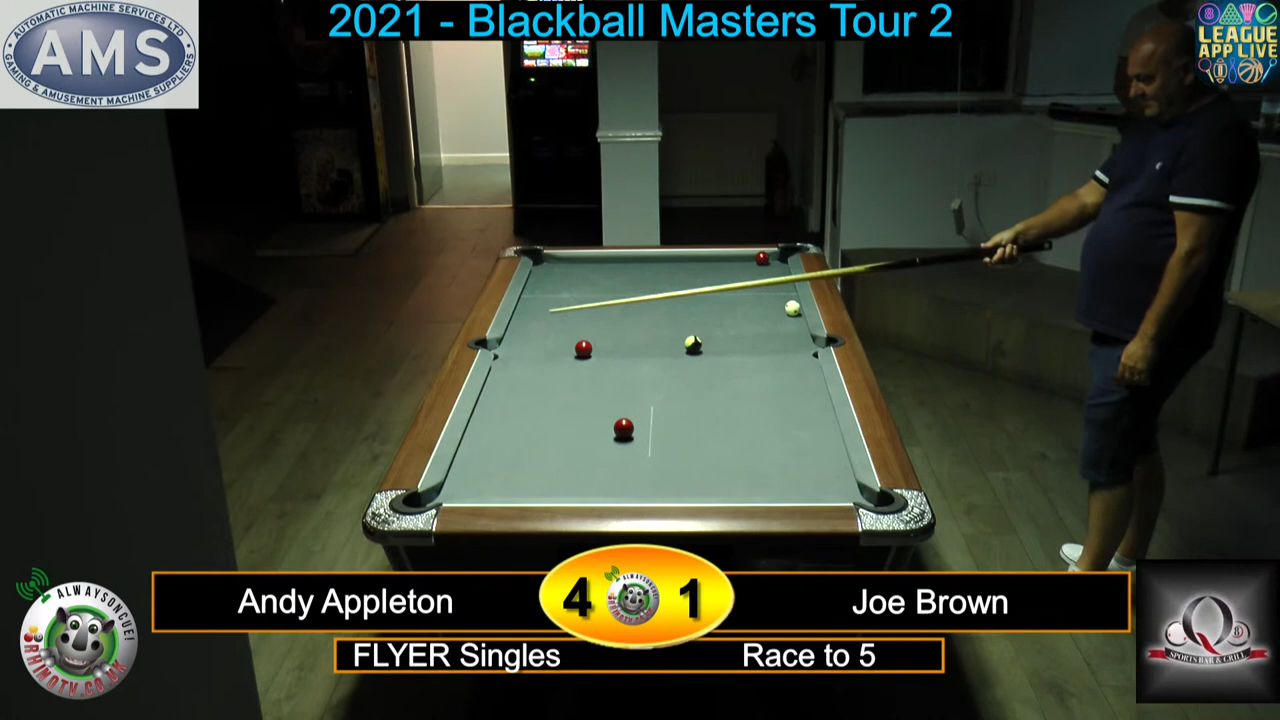 2021 - Blackball Masters Tour 2
AUTOMATIC MACHINE SERVICES LTD
AMS
GAMING & AMUSEMENT MACHINE SUPPLIERS
LEAGUE
APP LIVE
ALWAYSONCUE!
RHINOTV.CO.UK
Andy Appleton
4
1
Joe Brown
FLYER Singles
Race to 5
Q
SPORTS BAR & GRILL